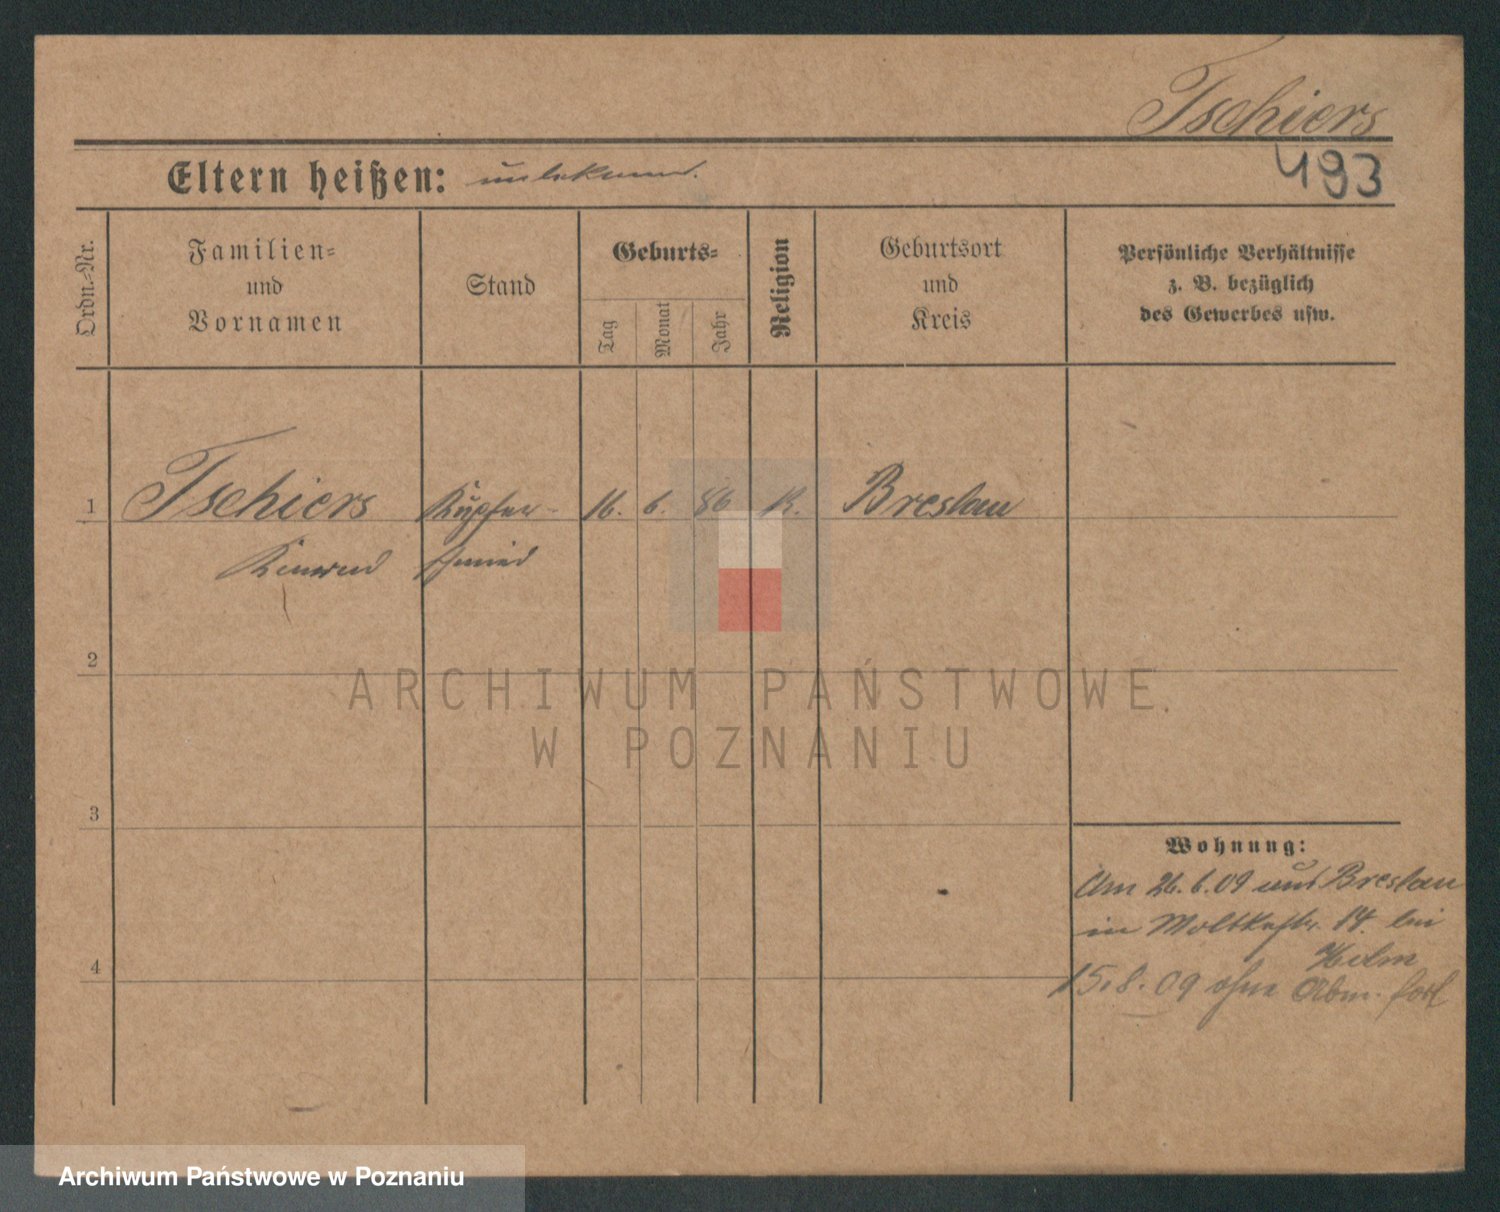 Tschiers
Eltern heißen: unbekannt.
493
Ordn.-Nr.
Familien-
und
Vornamen
Stand
Geburts-
Tag
Monat
Jahr
Religion
Geburtsort
und
Kreis
Persönliche Verhältnisse
z. B. bezüglich
des Gewerbes usw.
1 Tschiers Kupfer- 16. 6. 86 K. Breslau
schmied
2
3
4
Wohnung:
Am 26.6.09 aus Breslau
in Moltkestr. 14. bei
Helm
15.8.09 ohne Abm. fort
ARCHIWUM PAŃSTWOWE
W POZNANIU
Archiwum Państwowe w Poznaniu